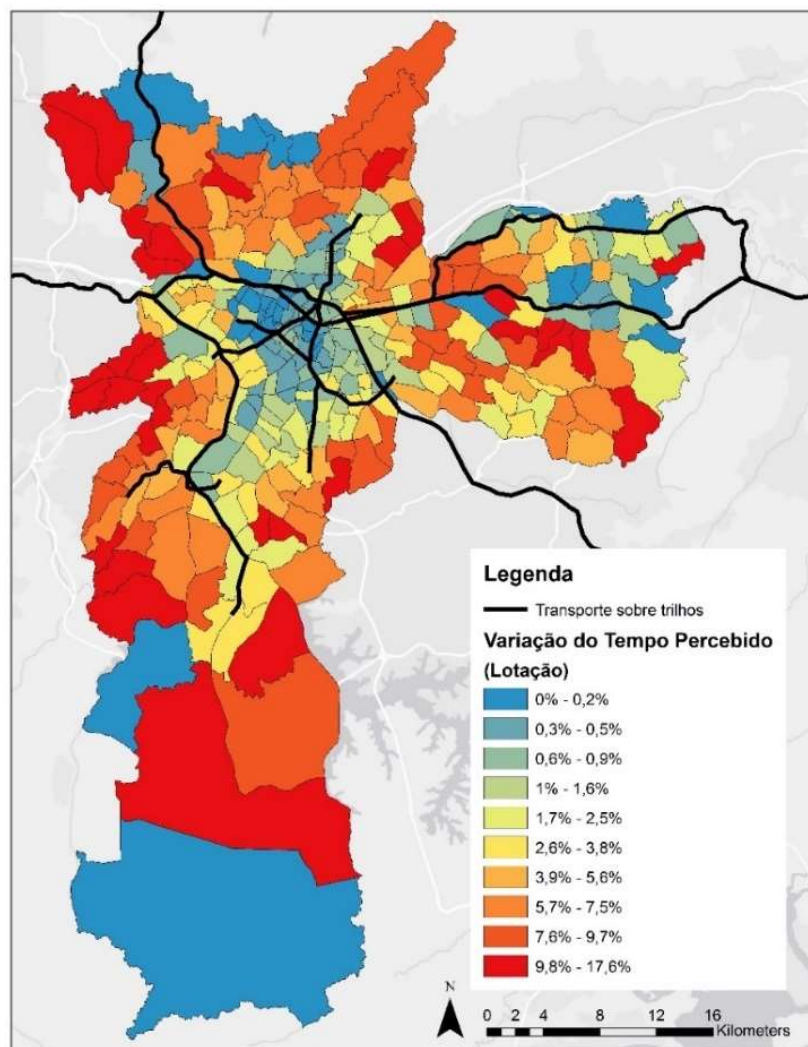 Legenda
Transporte sobre trilhos
Variação do Tempo Percebido
(Lotação)
0% - 0,2%
0,3% - 0,5%
0,6% - 0,9%
1% - 1,6%
1,7% - 2,5%
2,6% - 3,8%
3,9% - 5,6%
5,7% - 7,5%
7,6% - 9,7%
9,8% - 17,6%
N
0 2 4 8 12 16
Kilometers